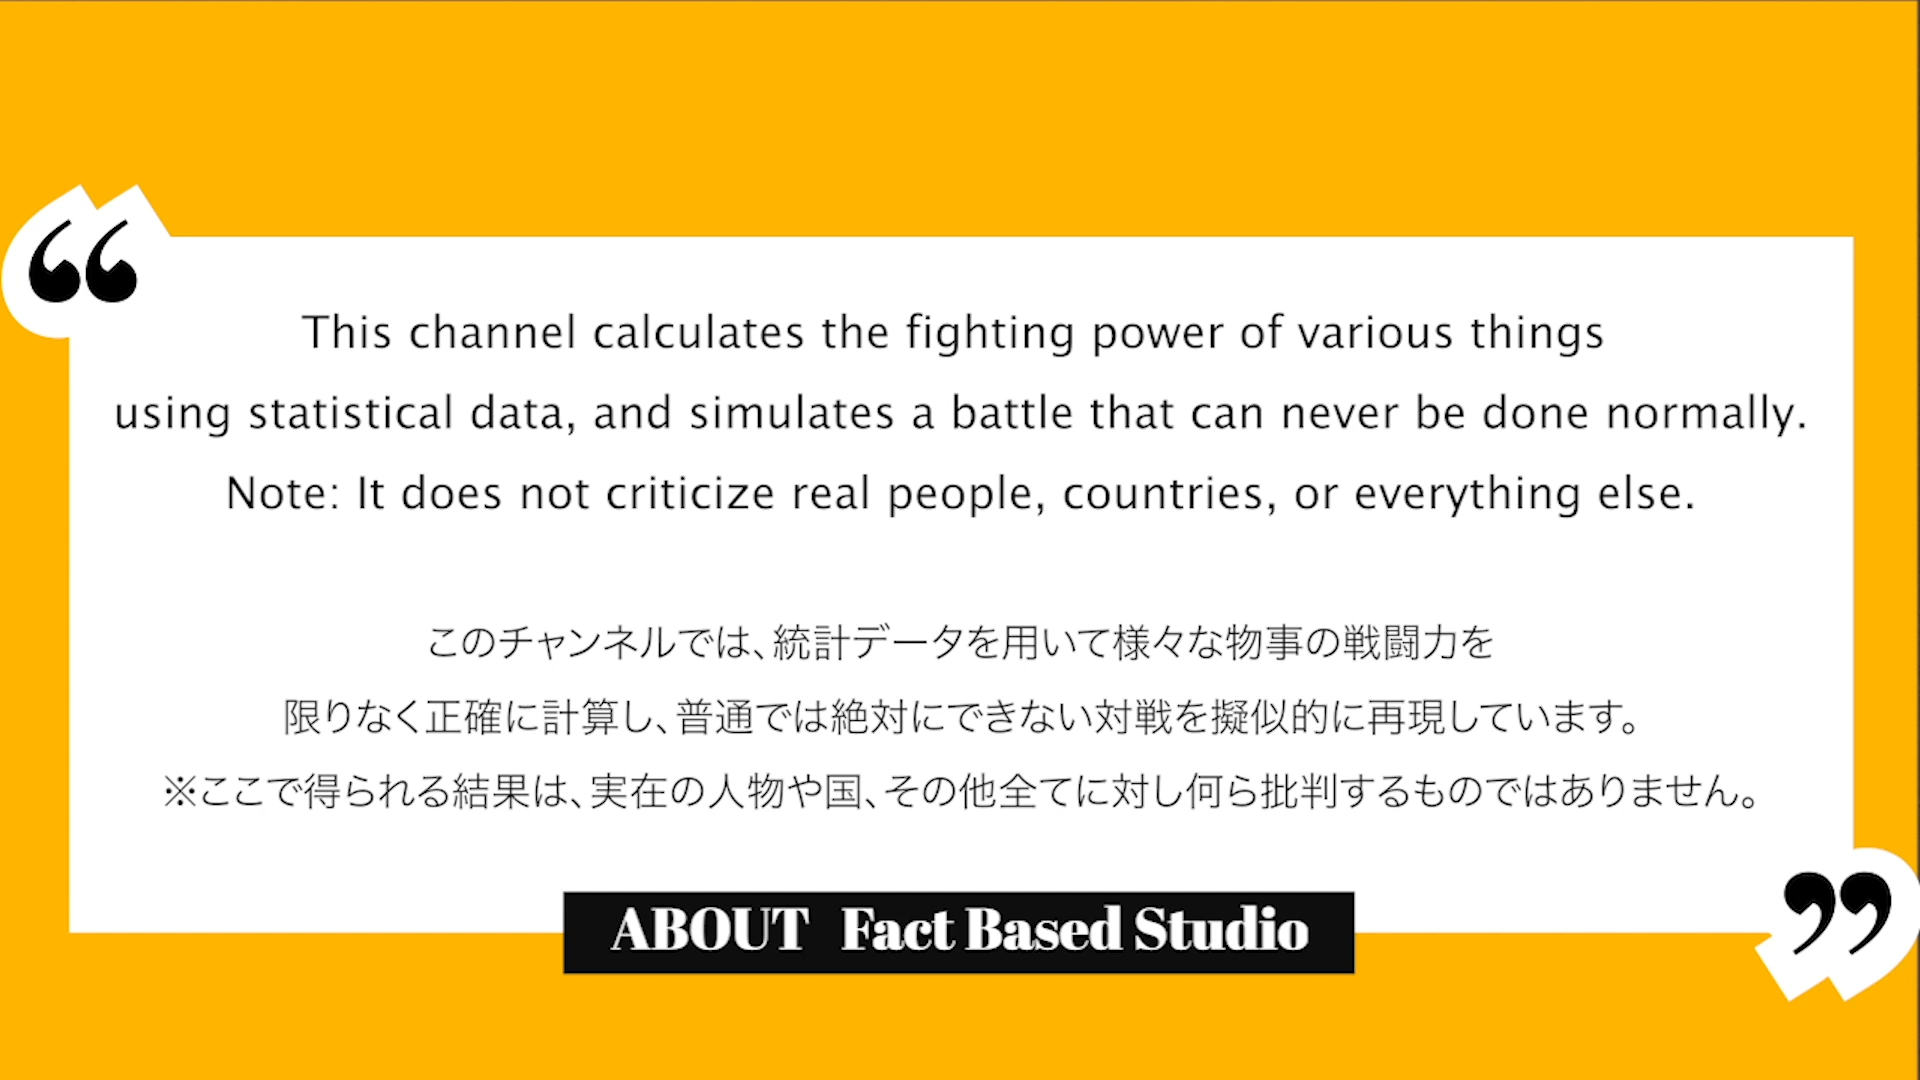 This channel calculates the fighting power of various things
using statistical data, and simulates a battle that can never be done normally.
Note: It does not criticize real people, countries, or everything else.
このチャンネルでは、統計データを用いて様々な物事の戦闘力を
限りなく正確に計算し、普通では絶対にできない対戦を擬似的に再現しています。
※ここで得られる結果は、実在の人物や国、その他全てに対し何ら批判するものではありません。
ABOUT Fact Based Studio